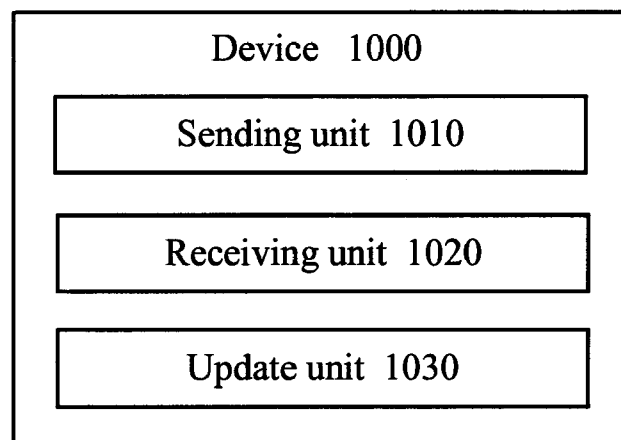 Device 1000
Sending unit 1010
Receiving unit 1020
Update unit 1030